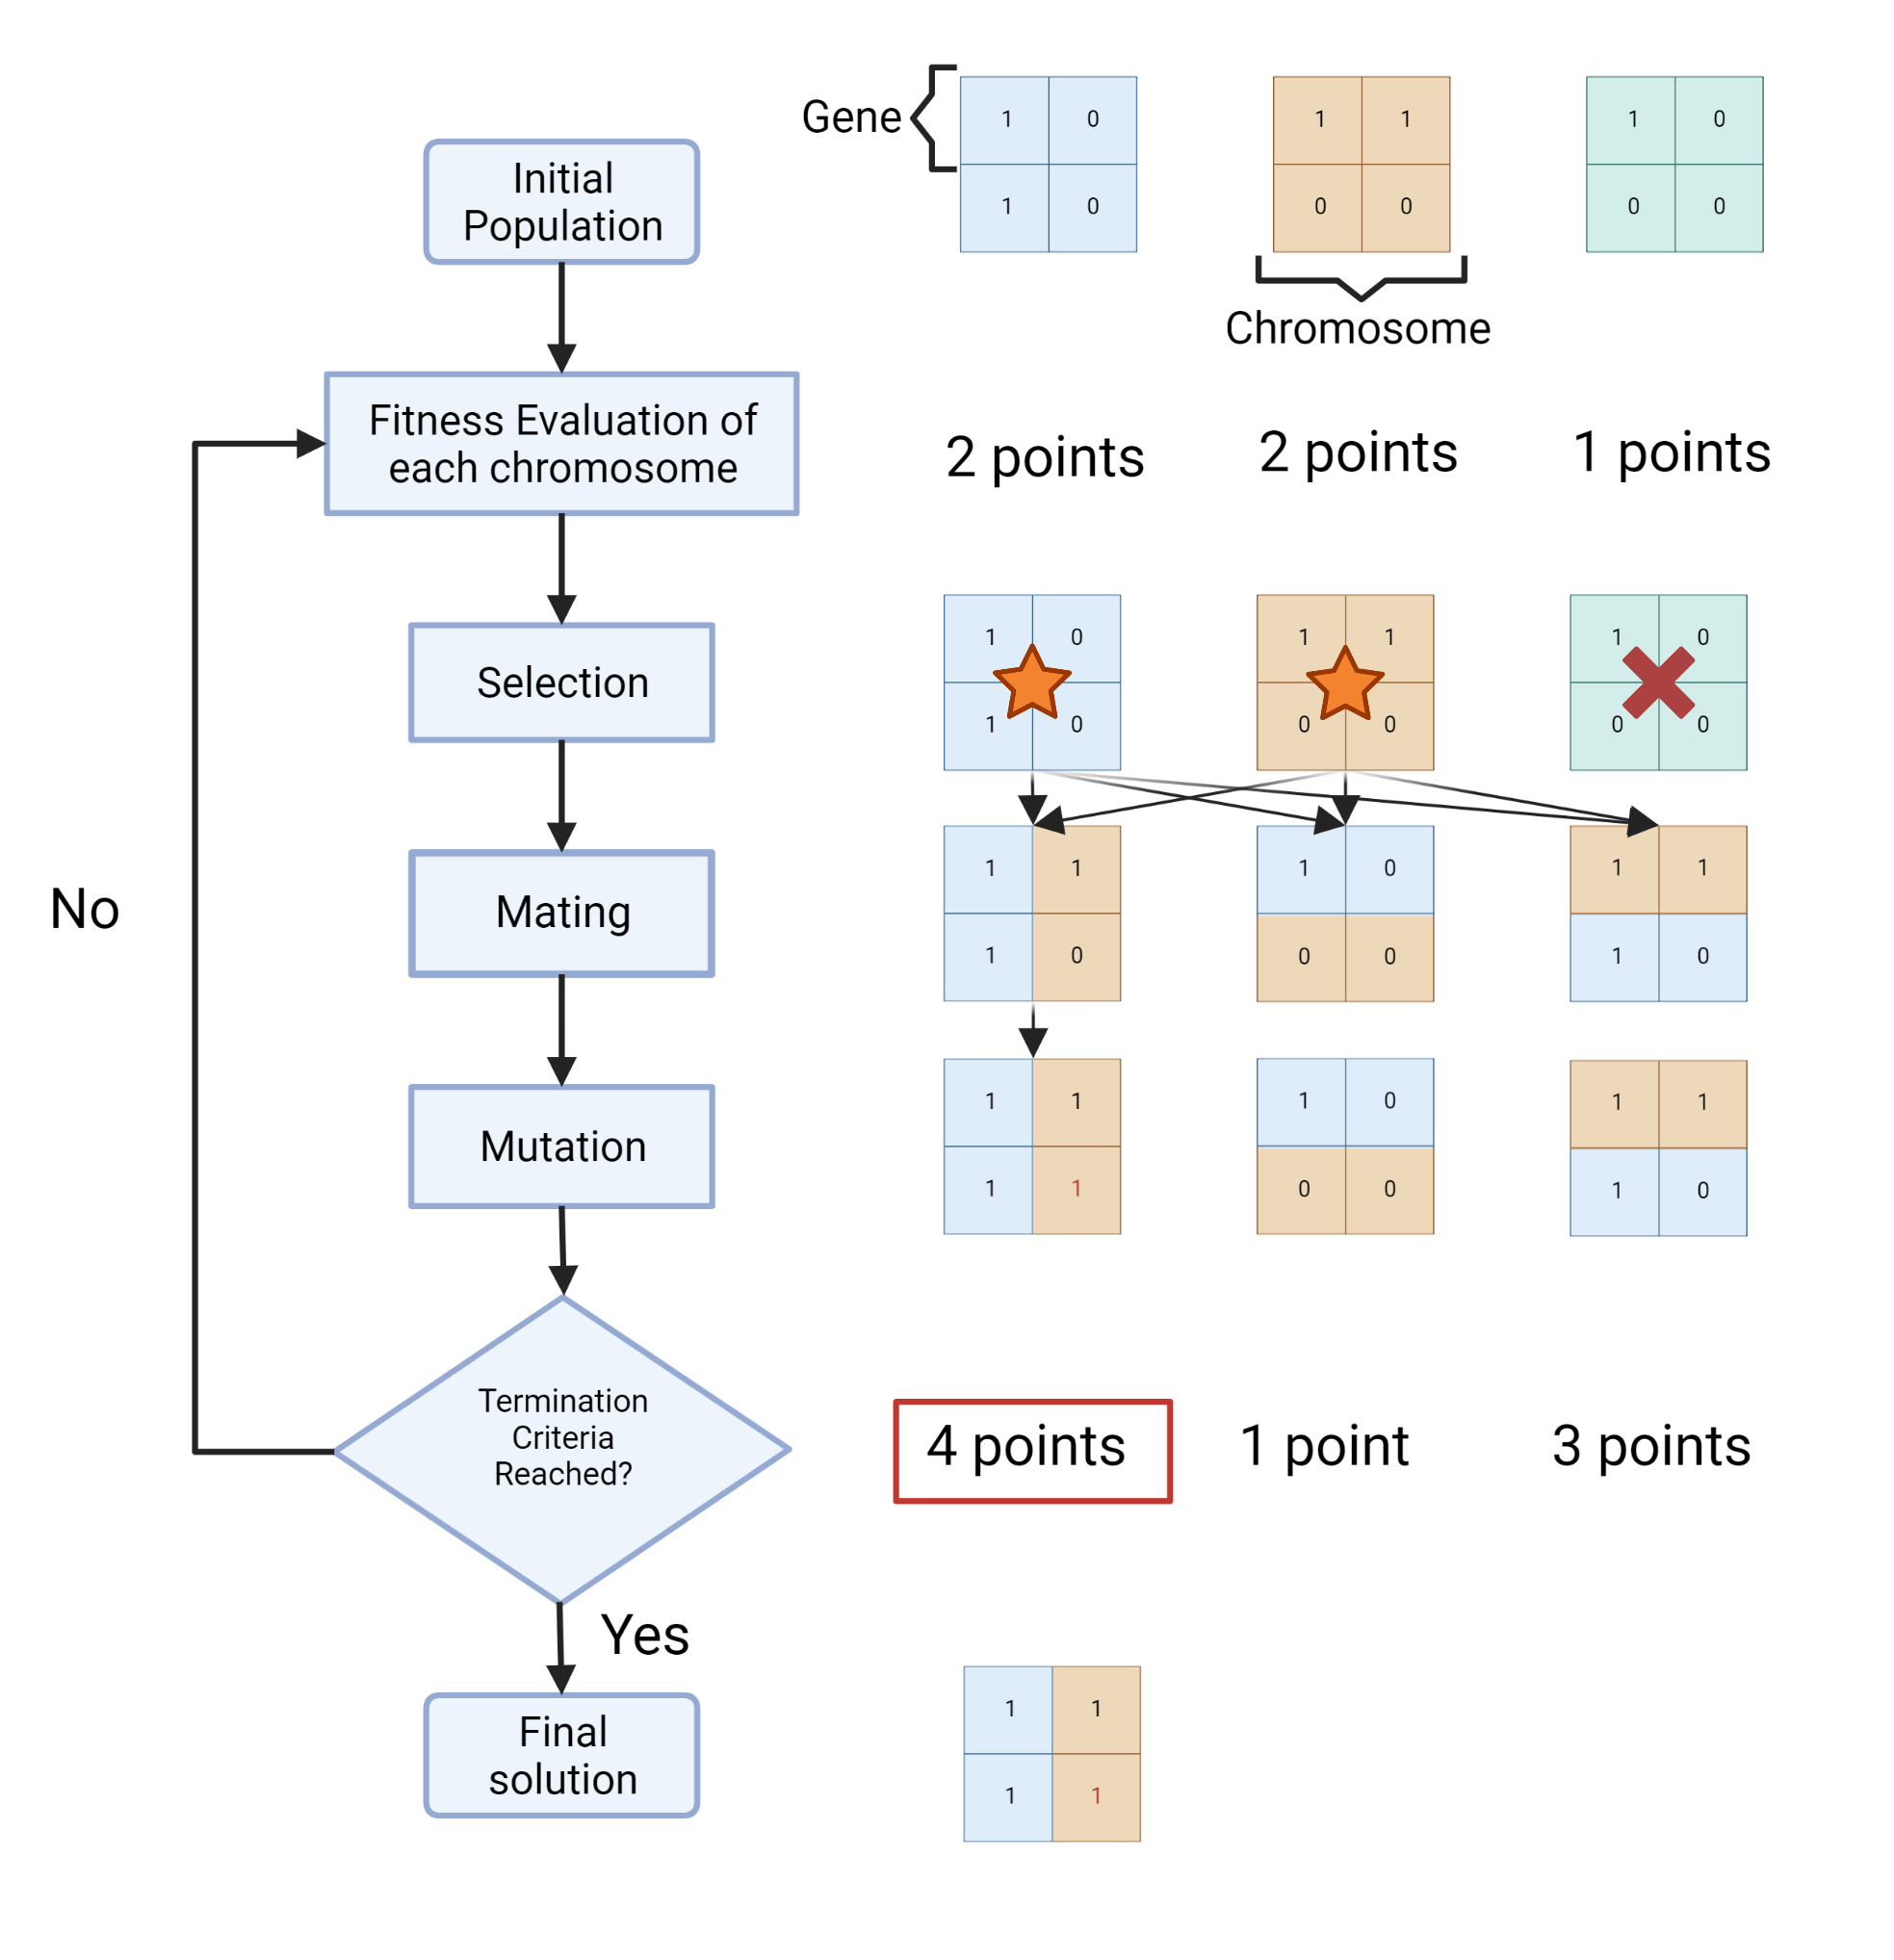 Gene
1 0
1 0
1 1
0 0
1 0
0 0
Chromosome
Initial
Population
Fitness Evaluation of
each chromosome
2 points
2 points
1 points
Selection
1 0
1 0
1 1
0 0
1 0
0 0
Mating
1 1
1 0
1 0
0 0
1 1
1 0
No
Mutation
1 1
1 1
1 0
0 0
1 1
1 0
Termination
Criteria
Reached?
4 points
1 point
3 points
Yes
Final
solution
1 1
1 1